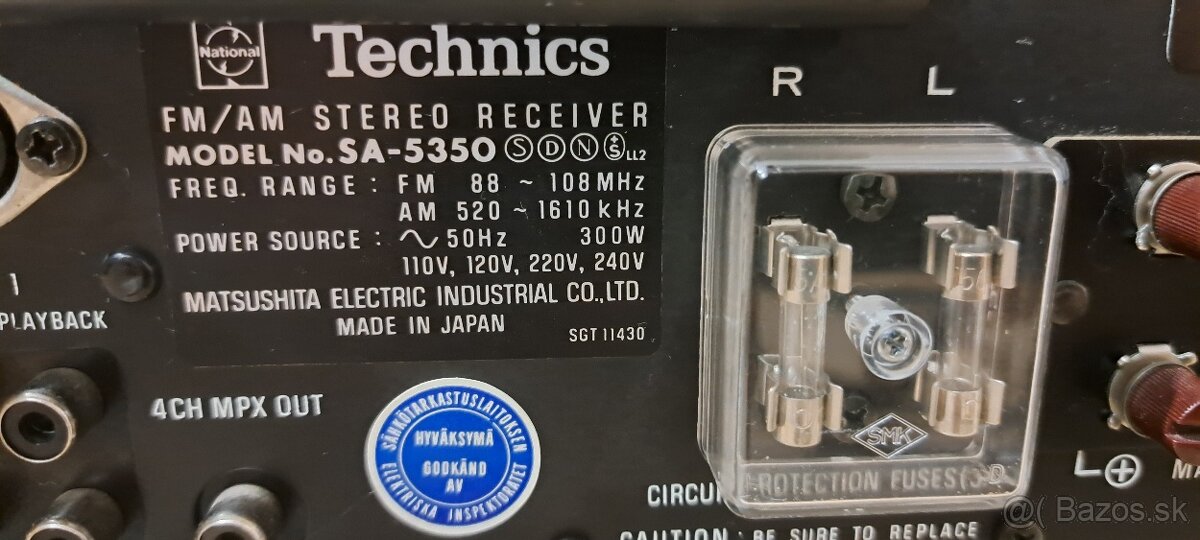 National
Technics
FM/AM STEREO RECEIVER
MODEL No. SA-5350 S D N S LL2
FREQ. RANGE : FM 88 ~ 108 MHz
AM 520 ~ 1610 kHz
POWER SOURCE : ∿ 50Hz 300W
110V, 120V, 220V, 240V
MATSUSHITA ELECTRIC INDUSTRIAL CO.,LTD.
MADE IN JAPAN
SGT 11430
R L
1
PLAYBACK
4CH MPX OUT
SÄHKÖTARKASTUSLAITOKSEN
HYVÄKSYMÄ
GODKÄND
AV
ELEKTRISKA INSPEKTORATET
SMK
PROTECTION FUSES
CAUTION : BE SURE TO REPLACE
L +
@( Bazos.sk